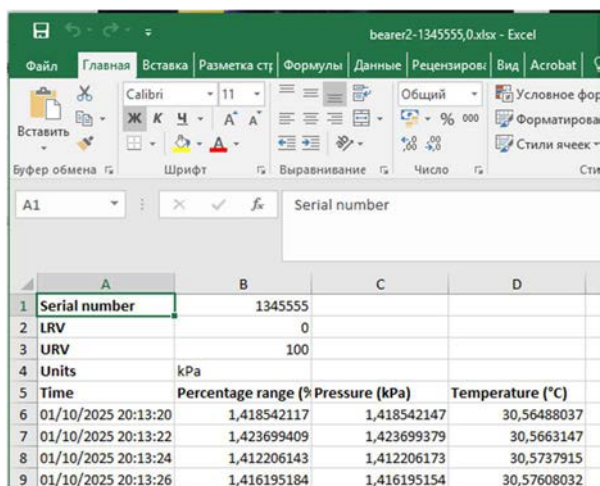 bearer2-1345555,0.xlsx - Excel
Файл Главная Вставка Разметка стр Формулы Данные Рецензирова Вид Acrobat
Calibri 11 Общий Условное фор
Вставить Ж К Ч A A % 000 Форматирова
Стили ячеек
Буфер обмена Шрифт Выравнивание Число Сти
A1 fx Serial number
A B C D
1 Serial number 1345555
2 LRV 0
3 URV 100
4 Units kPa
5 Time Percentage range (% Pressure (kPa) Temperature (°C)
6 01/10/2025 20:13:20 1,418542117 1,418542147 30,56488037
7 01/10/2025 20:13:22 1,423699409 1,423699379 30,5663147
8 01/10/2025 20:13:24 1,412206143 1,412206173 30,5737915
9 01/10/2025 20:13:26 1,416195184 1,416195154 30,57608032